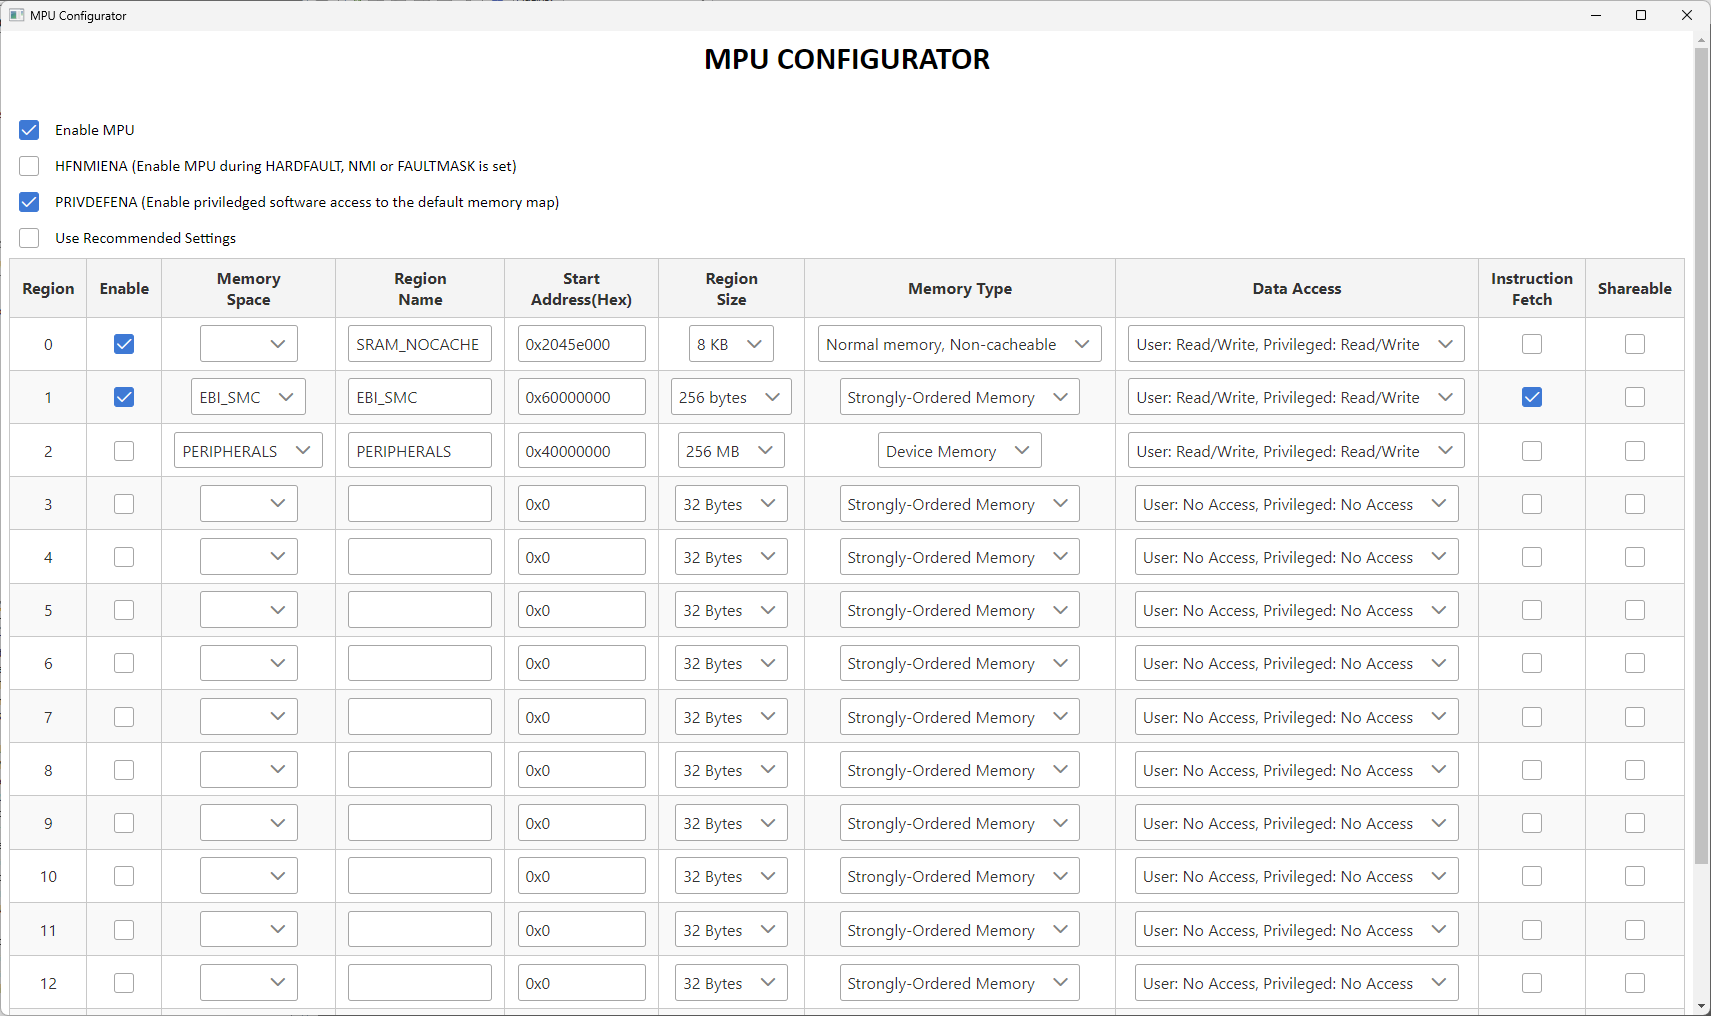 MPU Configurator
MPU CONFIGURATOR
Enable MPU
HFNMIENA (Enable MPU during HARDFAULT, NMI or FAULTMASK is set)
PRIVDEFENA (Enable priviledged software access to the default memory map)
Use Recommended Settings
Region Enable Memory Space Region Name Start Address(Hex) Region Size Memory Type Data Access Instruction Fetch Shareable
0 SRAM_NOCACHE 0x2045e000 8 KB Normal memory, Non-cacheable User: Read/Write, Privileged: Read/Write
1 EBI_SMC EBI_SMC 0x60000000 256 bytes Strongly-Ordered Memory User: Read/Write, Privileged: Read/Write
2 PERIPHERALS PERIPHERALS 0x40000000 256 MB Device Memory User: Read/Write, Privileged: Read/Write
3 0x0 32 Bytes Strongly-Ordered Memory User: No Access, Privileged: No Access
4 0x0 32 Bytes Strongly-Ordered Memory User: No Access, Privileged: No Access
5 0x0 32 Bytes Strongly-Ordered Memory User: No Access, Privileged: No Access
6 0x0 32 Bytes Strongly-Ordered Memory User: No Access, Privileged: No Access
7 0x0 32 Bytes Strongly-Ordered Memory User: No Access, Privileged: No Access
8 0x0 32 Bytes Strongly-Ordered Memory User: No Access, Privileged: No Access
9 0x0 32 Bytes Strongly-Ordered Memory User: No Access, Privileged: No Access
10 0x0 32 Bytes Strongly-Ordered Memory User: No Access, Privileged: No Access
11 0x0 32 Bytes Strongly-Ordered Memory User: No Access, Privileged: No Access
12 0x0 32 Bytes Strongly-Ordered Memory User: No Access, Privileged: No Access